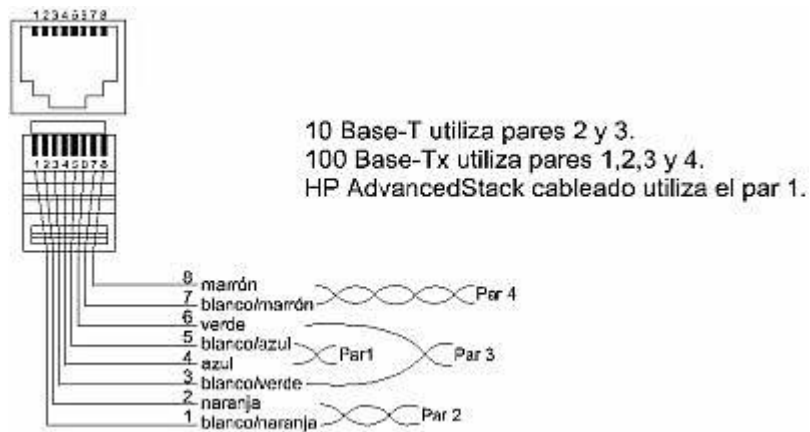 12345678
10 Base-T utiliza pares 2 y 3.
100 Base-Tx utiliza pares 1,2,3 y 4.
HP AdvancedStack cableado utiliza el par 1.
12345678
8 marrón
7 blanco/marrón
Par 4
6 verde
5 blanco/azul
4 azul
Par1
Par 3
3 blanco/verde
2 naranja
1 blanco/naranja
Par 2